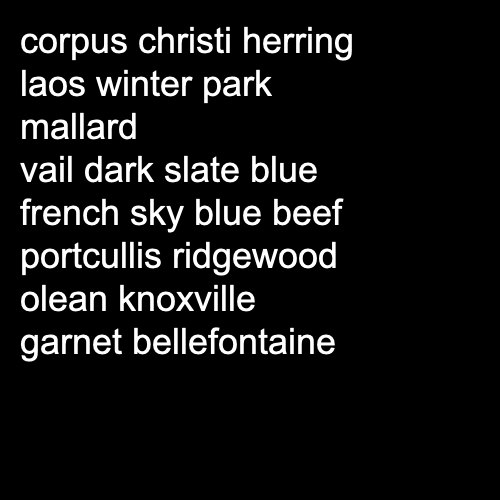 corpus christi herring
laos winter park
mallard
vail dark slate blue
french sky blue beef
portcullis ridgewood
olean knoxville
garnet bellefontaine